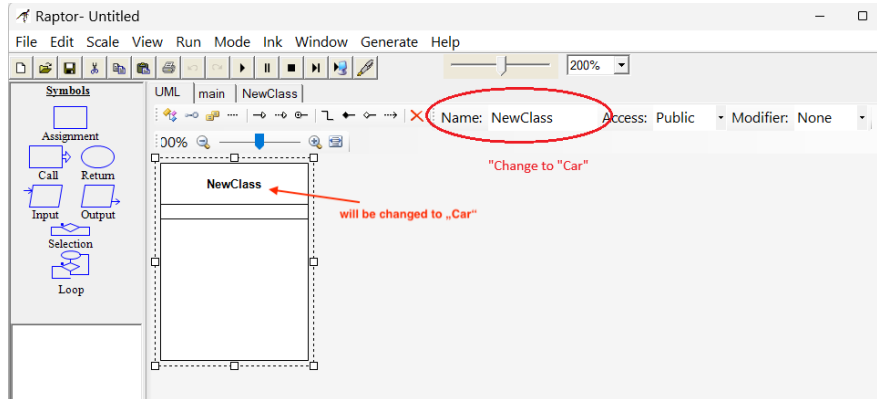 Raptor- Untitled
File Edit Scale View Run Mode Ink Window Generate Help
200%
Symbols
Assignment
Call Return
Input Output
Selection
Loop
UML main NewClass
Name: NewClass Access: Public Modifier: None
00%
"Change to "Car"
NewClass
will be changed to „Car“